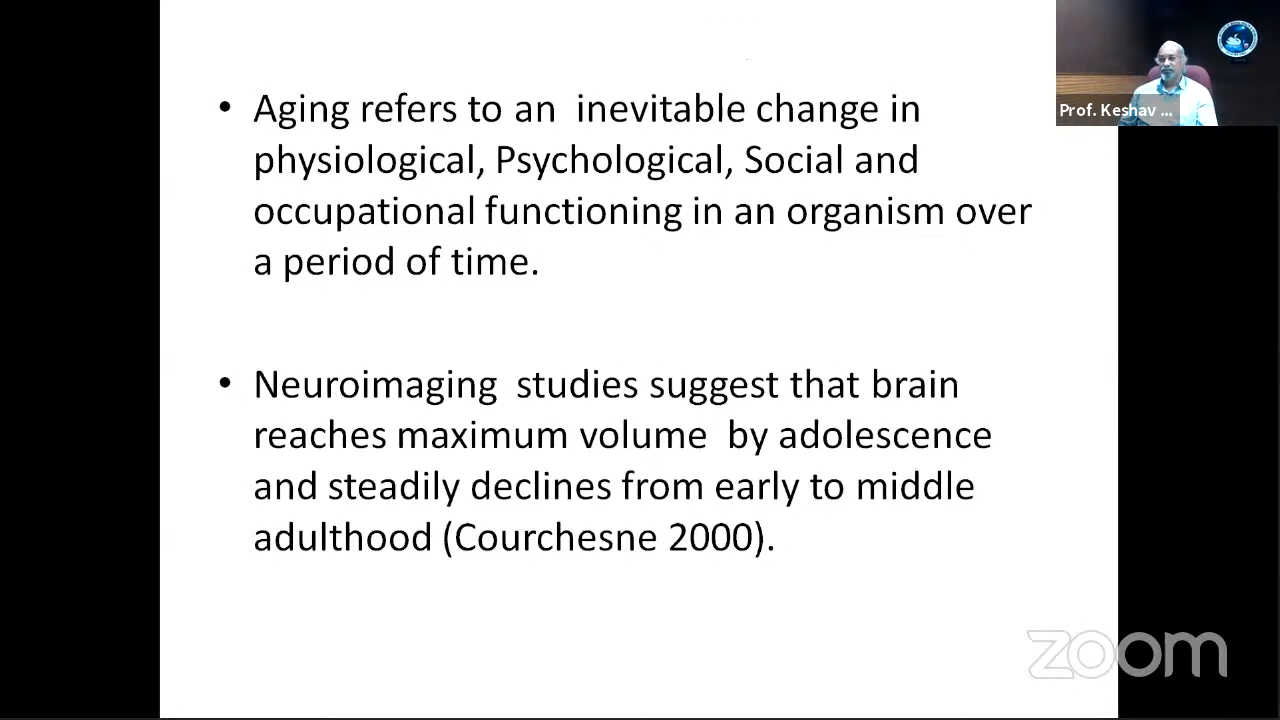 • Aging refers to an inevitable change in
physiological, Psychological, Social and
occupational functioning in an organism over
a period of time.
• Neuroimaging studies suggest that brain
reaches maximum volume by adolescence
and steadily declines from early to middle
adulthood (Courchesne 2000).
Prof. Keshav ...
zoom